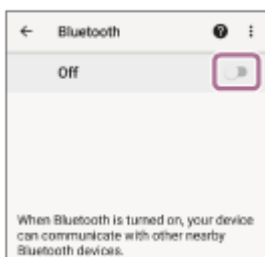 Bluetooth
Off
When Bluetooth is turned on, your device
can communicate with other nearby
Bluetooth devices.